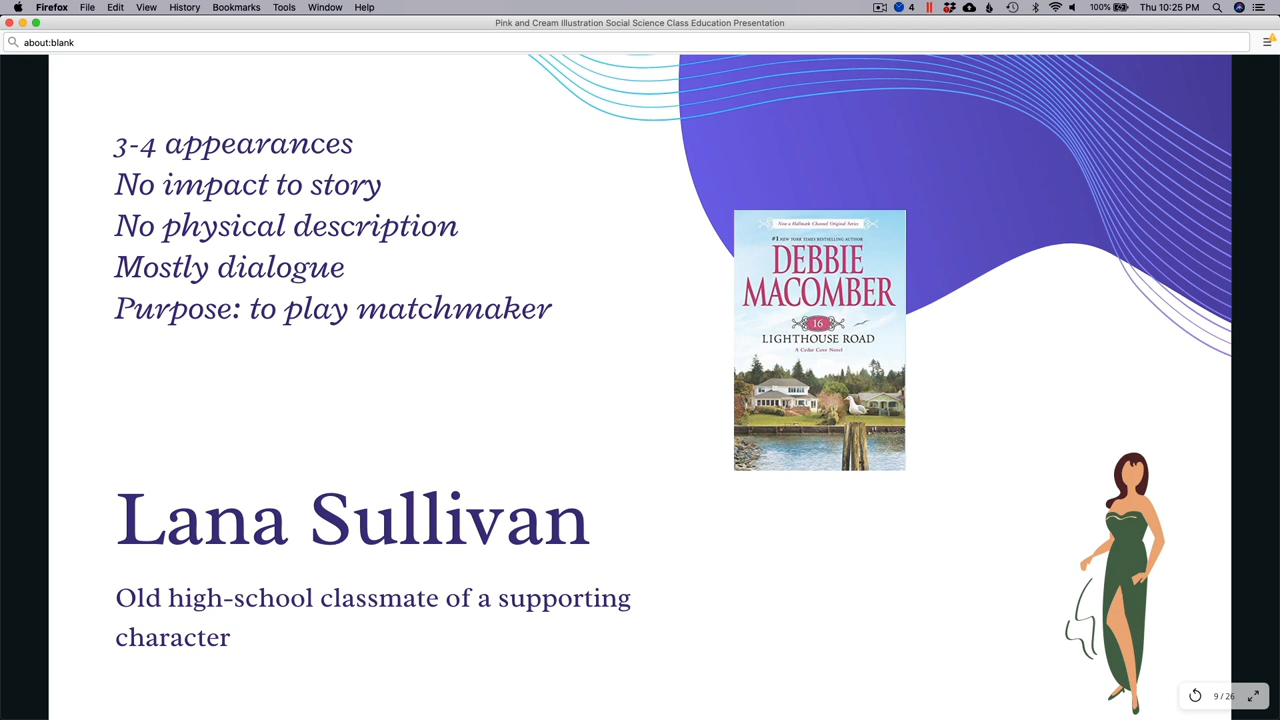 Firefox File Edit View History Bookmarks Tools Window Help 4 100% Thu 10:25 PM
Pink and Cream Illustration Social Science Class Education Presentation
about:blank
3-4 appearances
No impact to story
No physical description
Mostly dialogue
Purpose: to play matchmaker
Now a Hallmark Channel Original Series
#1 NEW YORK TIMES BESTSELLING AUTHOR
DEBBIE
MACOMBER
16
LIGHTHOUSE ROAD
A Cedar Cove Novel
Lana Sullivan
Old high-school classmate of a supporting
character
9 / 26